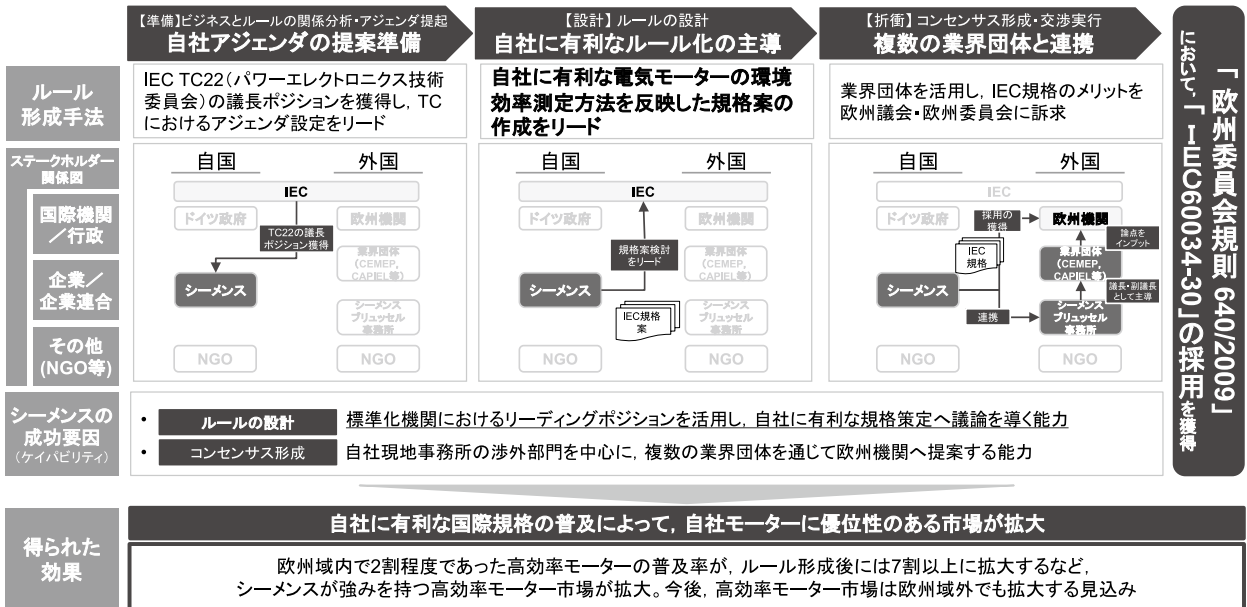 【準備】ビジネスとルールの関係分析・アジェンダ提起
自社アジェンダの提案準備
【設計】ルールの設計
自社に有利なルール化の主導
【折衝】コンセンサス形成・交渉実行
複数の業界団体と連携
ルール
形成手法
IEC TC22(パワーエレクトロニクス技術
委員会)の議長ポジションを獲得し,TC
におけるアジェンダ設定をリード
自社に有利な電気モーターの環境
効率測定方法を反映した規格案の
作成をリード
業界団体を活用し,IEC規格のメリットを
欧州議会・欧州委員会に訴求
ステークホルダー
関係図
国際機関
/行政
企業/
企業連合
その他
(NGO等)
自国
外国
IEC
ドイツ政府
欧州機関
TC22の議長
ポジション獲得
業界団体
(CEMEP,
CAPIEL等)
シーメンス
シーメンス
ブリュッセル
事務所
NGO
NGO
自国
外国
IEC
ドイツ政府
欧州機関
規格案検討
をリード
業界団体
(CEMEP,
CAPIEL等)
シーメンス
IEC規格
案
シーメンス
ブリュッセル
事務所
NGO
NGO
自国
外国
IEC
ドイツ政府
採用の
獲得
欧州機関
論点を
インプット
IEC
規格
業界団体
(CEMEP,
CAPIEL等)
シーメンス
議長・副議長
として主導
連携
シーメンス
ブリュッセル
事務所
NGO
NGO
「欧州委員会規則 640/2009」
において,「IEC60034-30」の採用を獲得
シーメンスの
成功要因
(ケイパビリティ)
・ ルールの設計 標準化機関におけるリーディングポジションを活用し,自社に有利な規格策定へ議論を導く能力
・ コンセンサス形成 自社現地事務所の渉外部門を中心に,複数の業界団体を通じて欧州機関へ提案する能力
得られた
効果
自社に有利な国際規格の普及によって,自社モーターに優位性のある市場が拡大
欧州域内で2割程度であった高効率モーターの普及率が,ルール形成後には7割以上に拡大するなど,
シーメンスが強みを持つ高効率モーター市場が拡大。今後,高効率モーター市場は欧州域外でも拡大する見込み